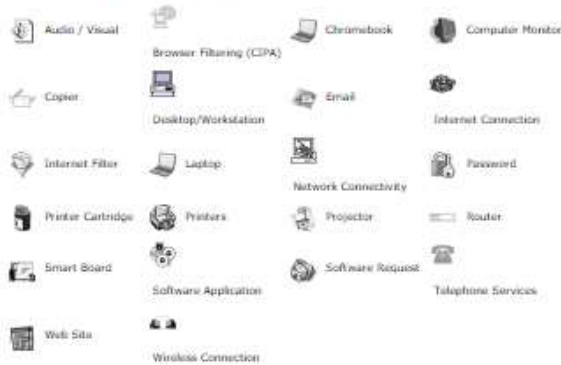 Audio / Visual
Browser Filtering (CIPA)
Chromebook
Computer Monitor
Copier
Desktop/Workstation
Email
Internet Connection
Internet Filter
Laptop
Network Connectivity
Password
Printer Cartridge
Printers
Projector
Router
Smart Board
Software Application
Software Request
Telephone Services
Web Site
Wireless Connection